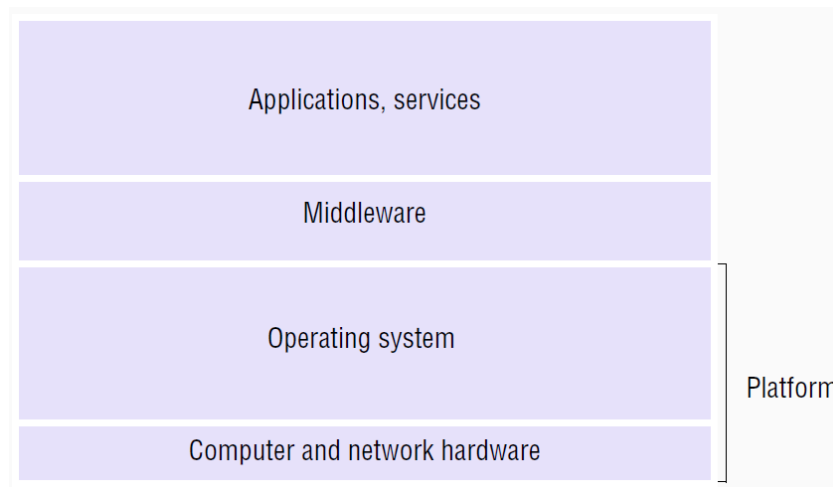 Applications, services
Middleware
Operating system
Platform
Computer and network hardware